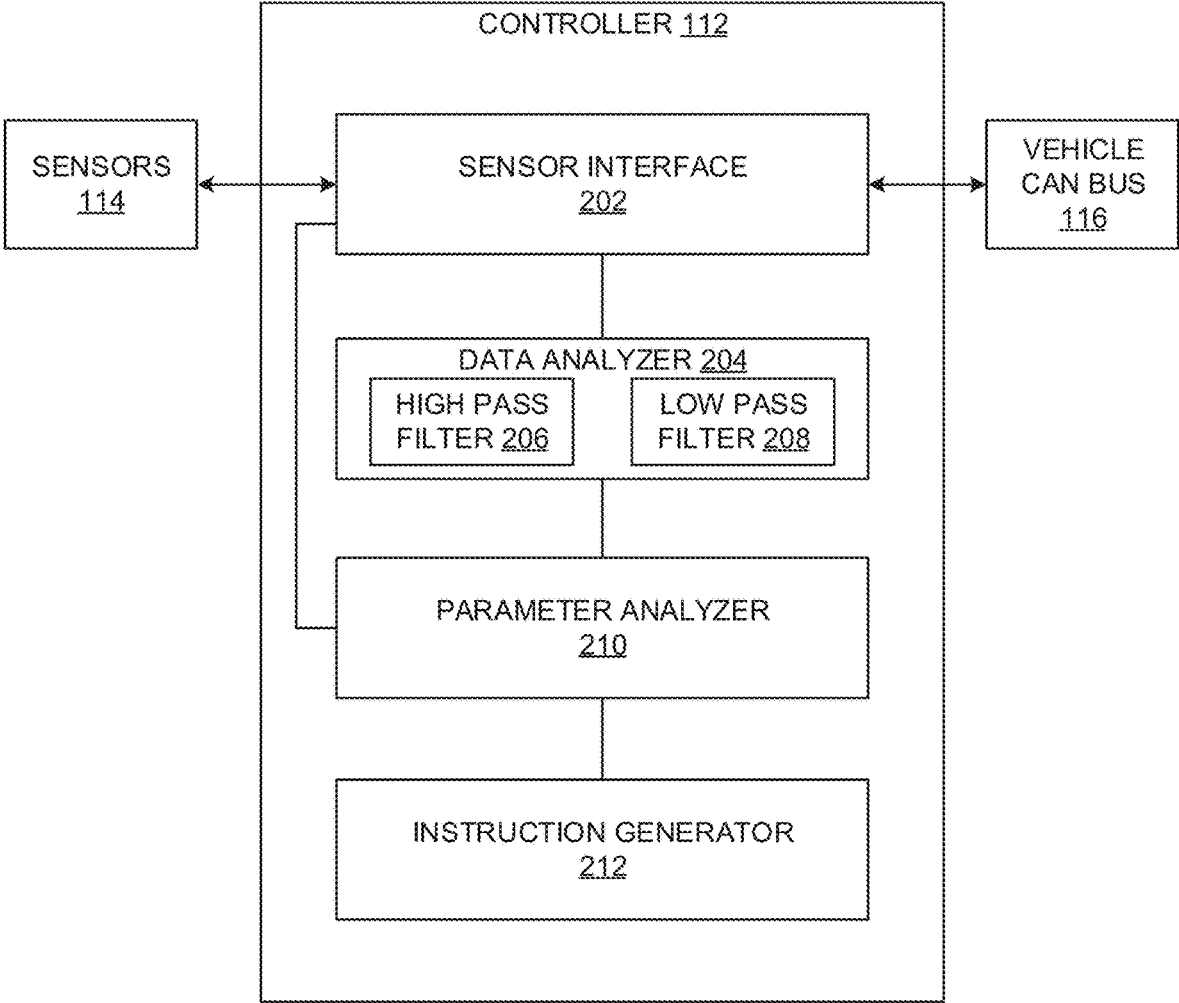 CONTROLLER 112
SENSORS
114
SENSOR INTERFACE
202
VEHICLE
CAN BUS
116
DATA ANALYZER 204
HIGH PASS
FILTER 206
LOW PASS
FILTER 208
PARAMETER ANALYZER
210
INSTRUCTION GENERATOR
212